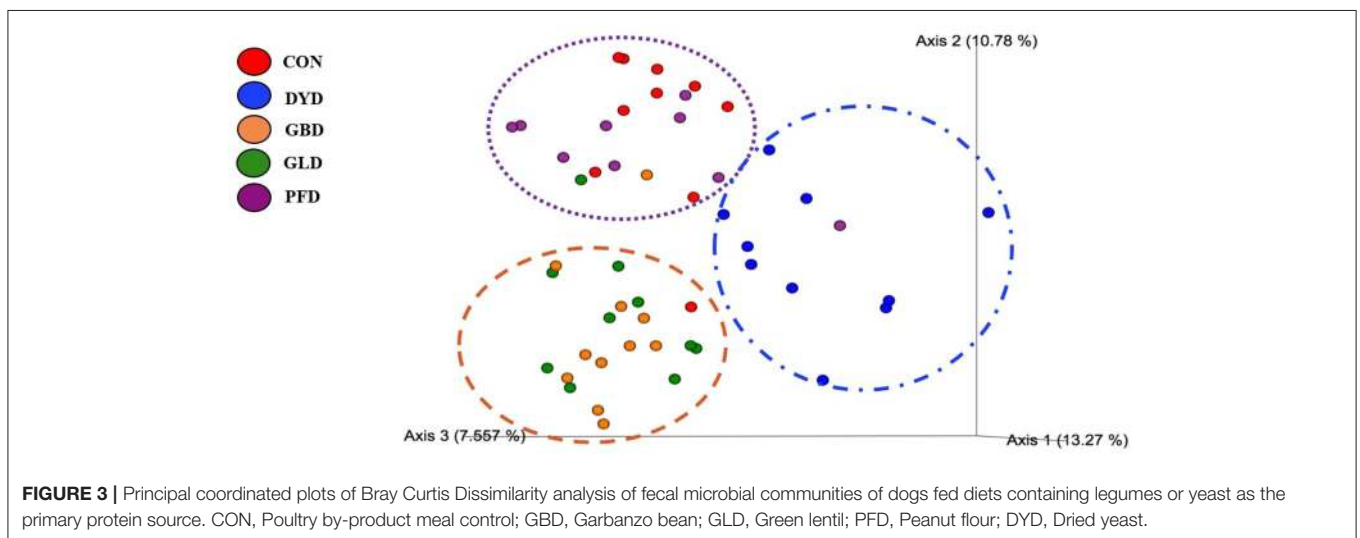 Axis 2 (10.78 %)
CON
DYD
GBD
GLD
PFD
Axis 3 (7.557 %)
Axis 1 (13.27 %)
FIGURE 3 | Principal coordinated plots of Bray Curtis Dissimilarity analysis of fecal microbial communities of dogs fed diets containing legumes or yeast as the
primary protein source. CON, Poultry by-product meal control; GBD, Garbanzo bean; GLD, Green lentil; PFD, Peanut flour; DYD, Dried yeast.